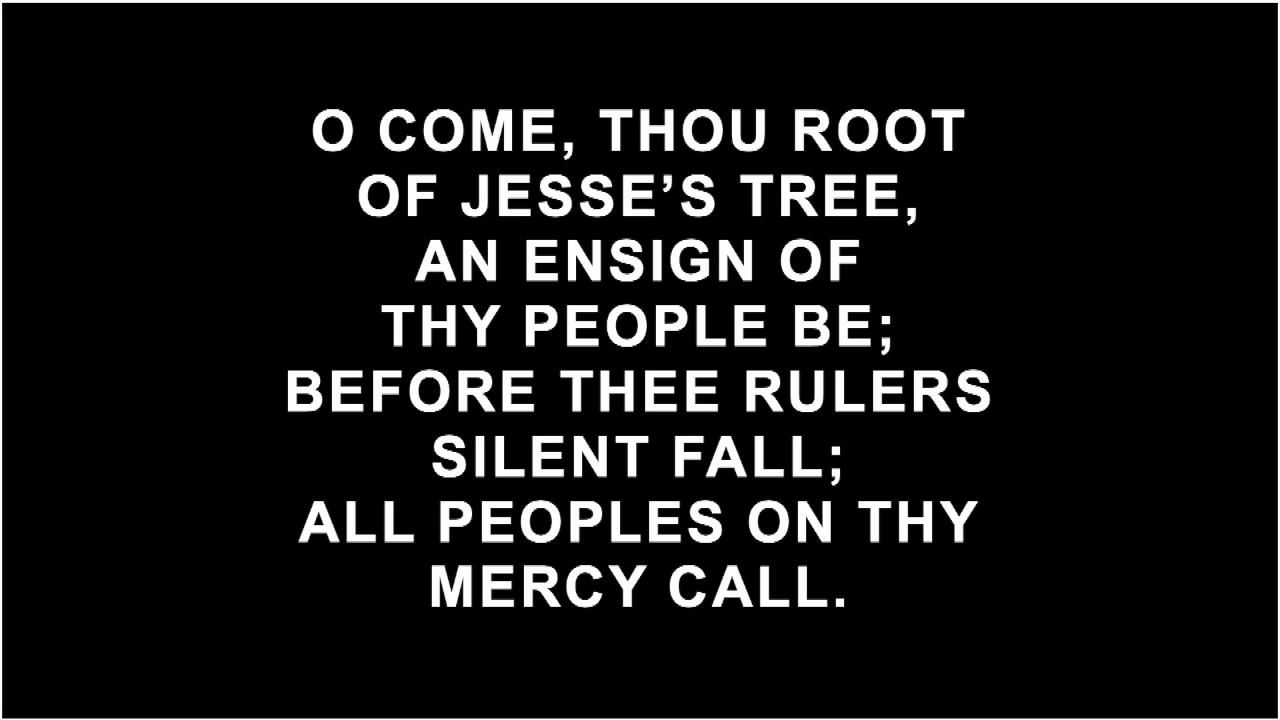 O COME, THOU ROOT
OF JESSE’S TREE,
AN ENSIGN OF
THY PEOPLE BE;
BEFORE THEE RULERS
SILENT FALL;
ALL PEOPLES ON THY
MERCY CALL.